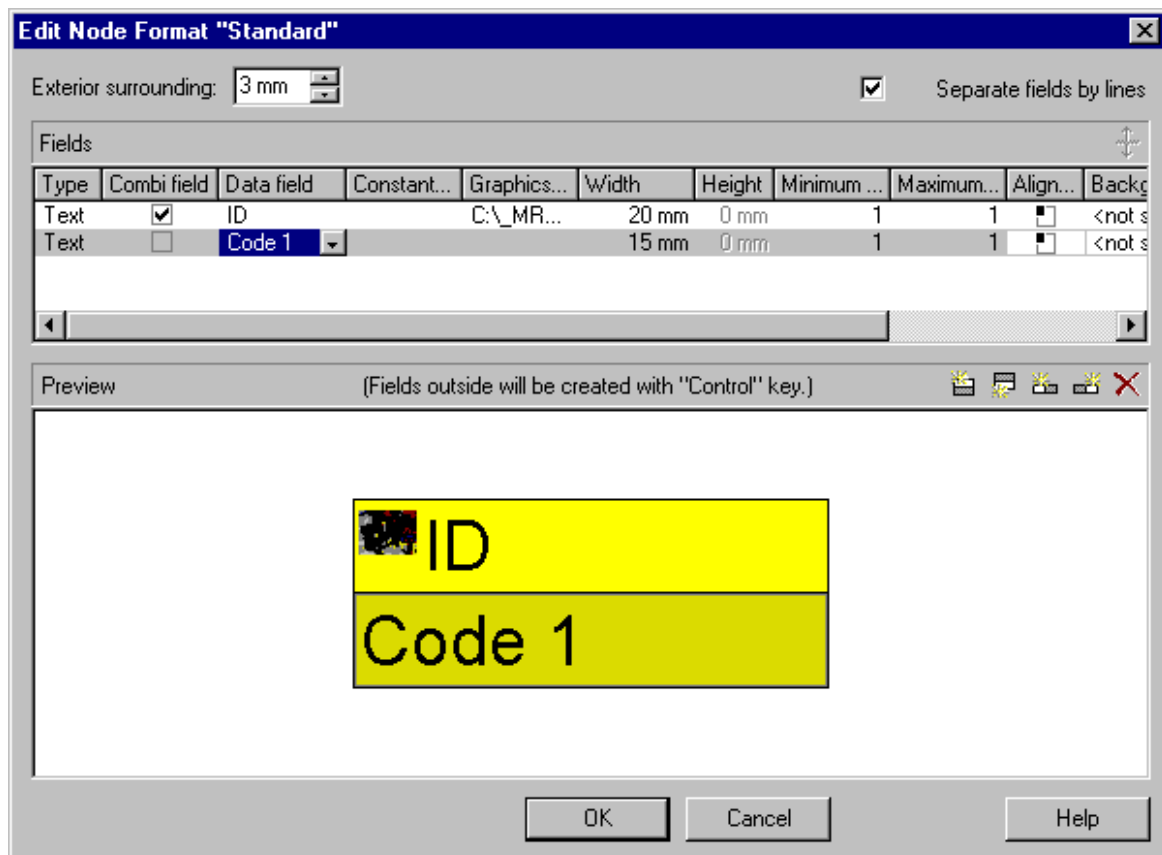 Edit Node Format "Standard"
Exterior surrounding: 3 mm Separate fields by lines
Fields
Type Combi field Data field Constant... Graphics... Width Height Minimum ... Maximum... Align... Backg
Text ID C:\_MR... 20 mm 0 mm 1 1 <not s
Text Code 1 15 mm 0 mm 1 1 <not s
Preview (Fields outside will be created with "Control" key.)
ID
Code 1
OK Cancel Help